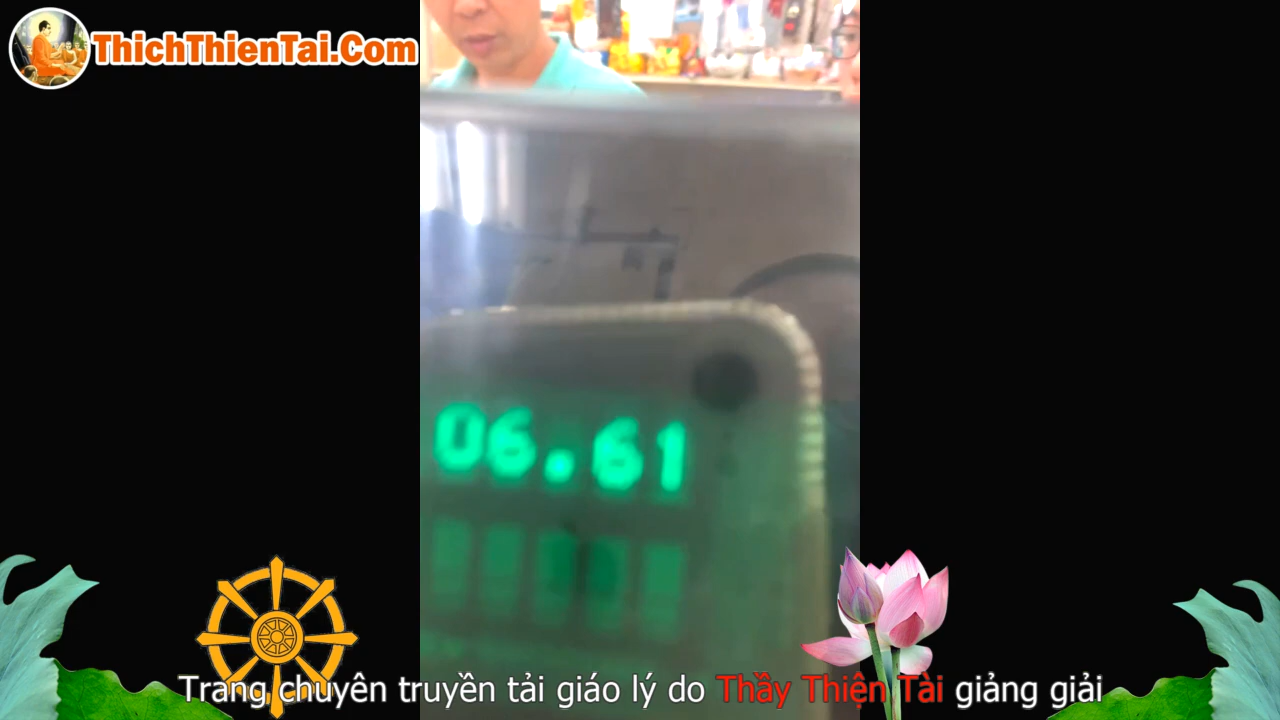 ThichThienTai.Com
06.61
Trang chuyên truyền tải giáo lý do Thầy Thiện Tài giảng giải